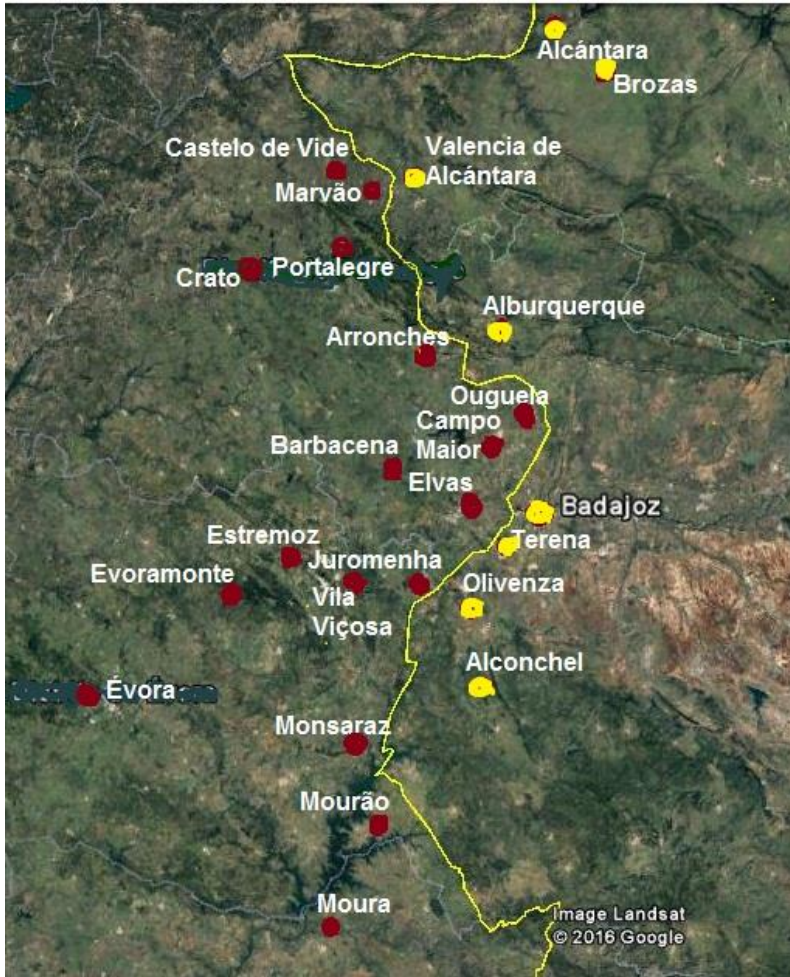 Alcántara
Brozas
Castelo de Vide
Valencia de
Alcántara
Marvão
Portalegre
Crato
Alburquerque
Arronches
Ouguela
Campo
Maior
Barbacena
Elvas
Badajoz
Estremoz
Terena
Juromenha
Evoramonte
Olivenza
Vila
Viçosa
Alconchel
Évora
Monsaraz
Mourão
Moura
Image Landsat
© 2016 Google